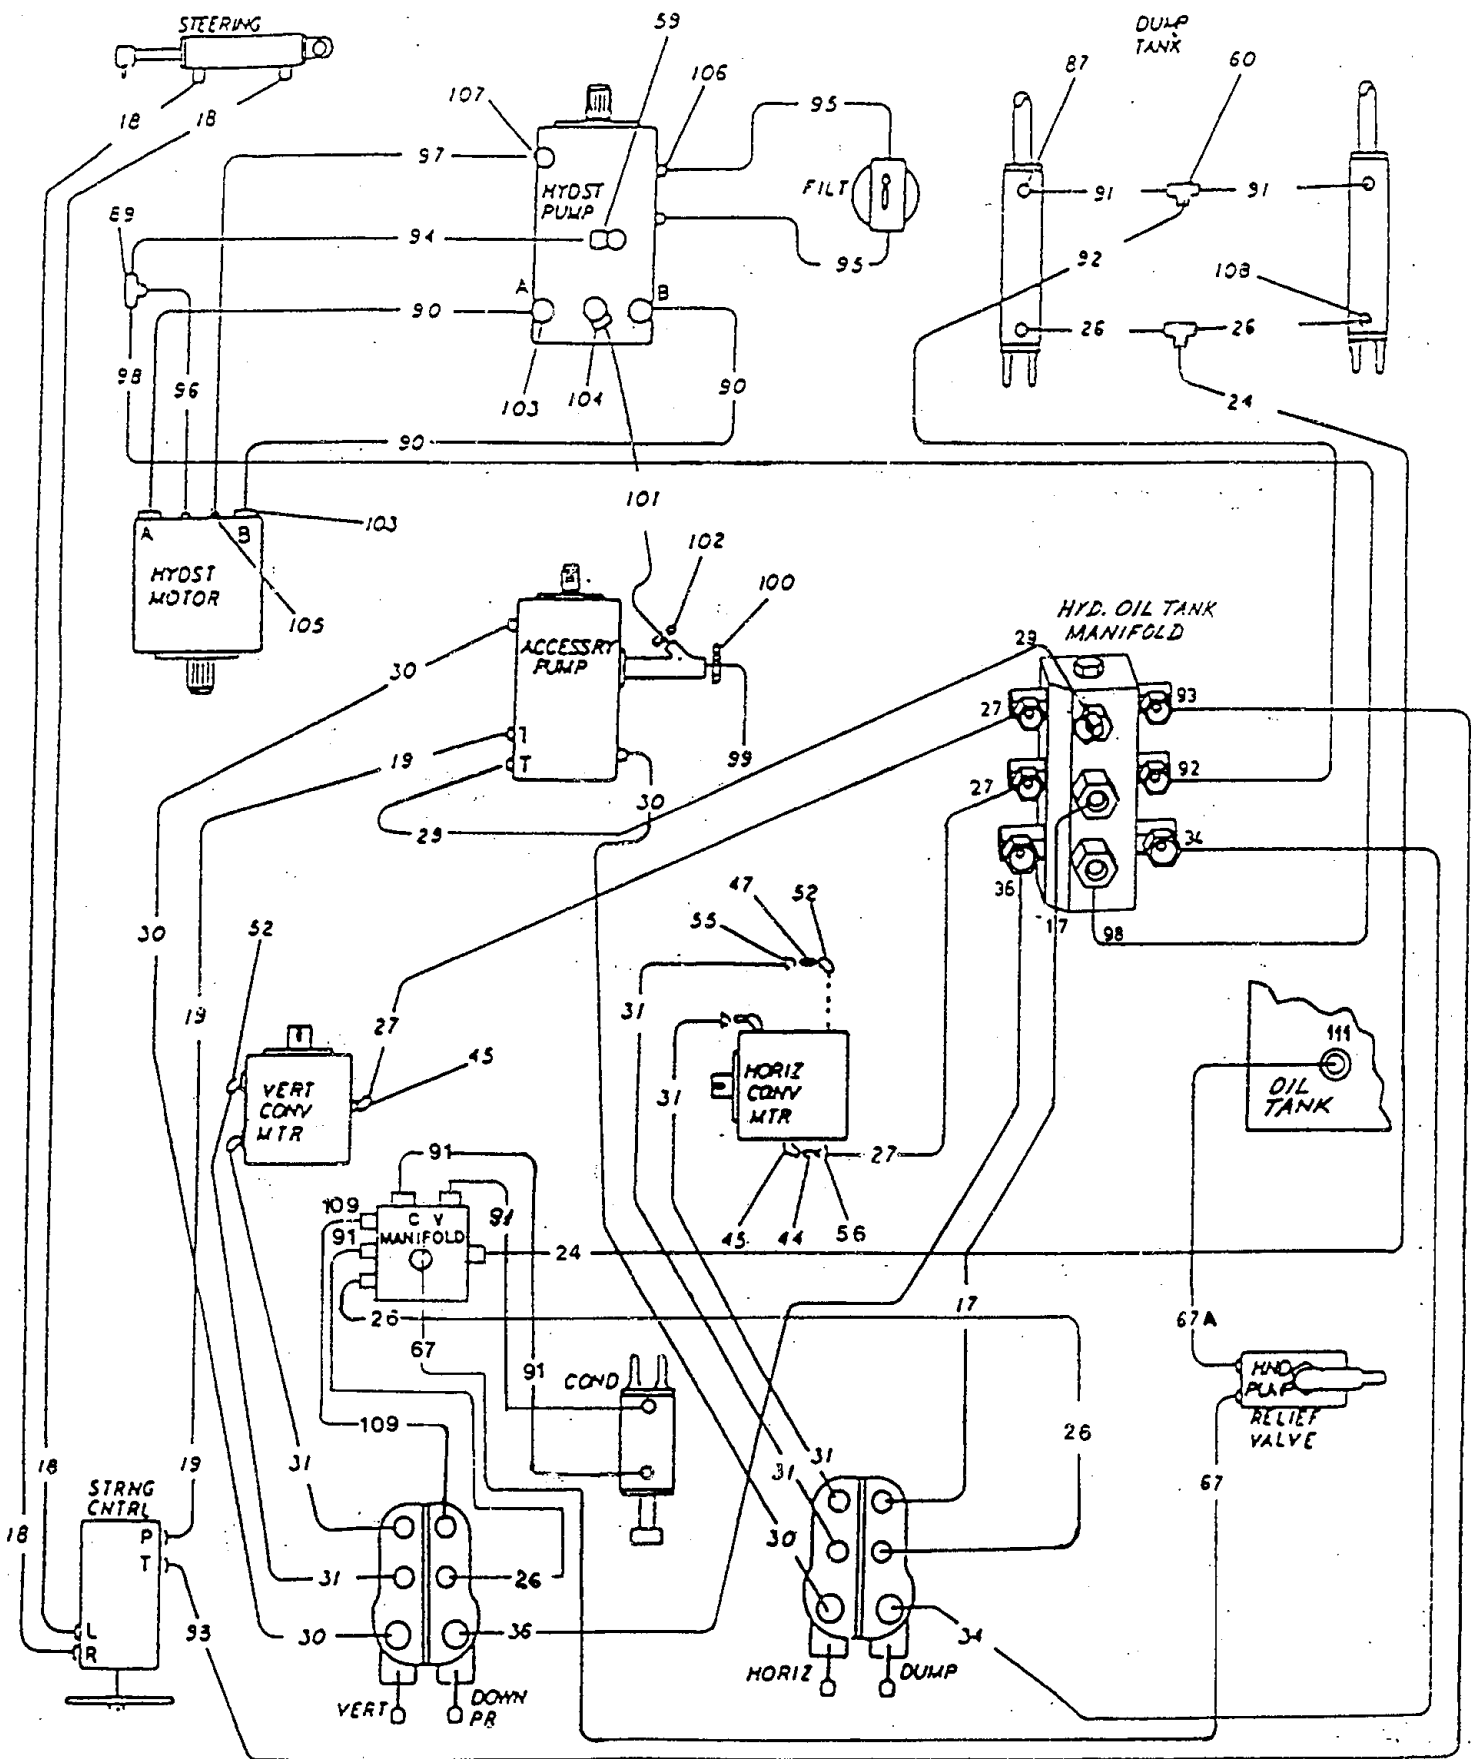 STEERING
59
DUMP
TANK
87
60
107
106
95
18
18
97
HYDST
PUMP
FILT
91
91
89
94
92
108
95
A
B
90
26
26
98
96
103
104
90
24
90
101
103
A
B
HYDST
MOTOR
102
100
105
HYD. OIL TANK
MANIFOLD
29
ACCESSRY
PUMP
30
93
27
T
19
T
99
92
27
30
29
34
36
17
98
47
52
55
30
52
31
19
27
111
45
HORIZ
CONV
MTR
31
VERT
CONV
MTR
OIL
TANK
91
27
109
C V
91
91
MANIFOLD
45
44
56
24
26
17
67A
67
91
COND
HND
PUMP
RELIEF
VALVE
109
26
31
31
18
19
31
67
STRNG
CNTRL
P
18
30
T
31
26
L
R
93
30
36
34
HORIZ
DUMP
VERT
DOWN
PR